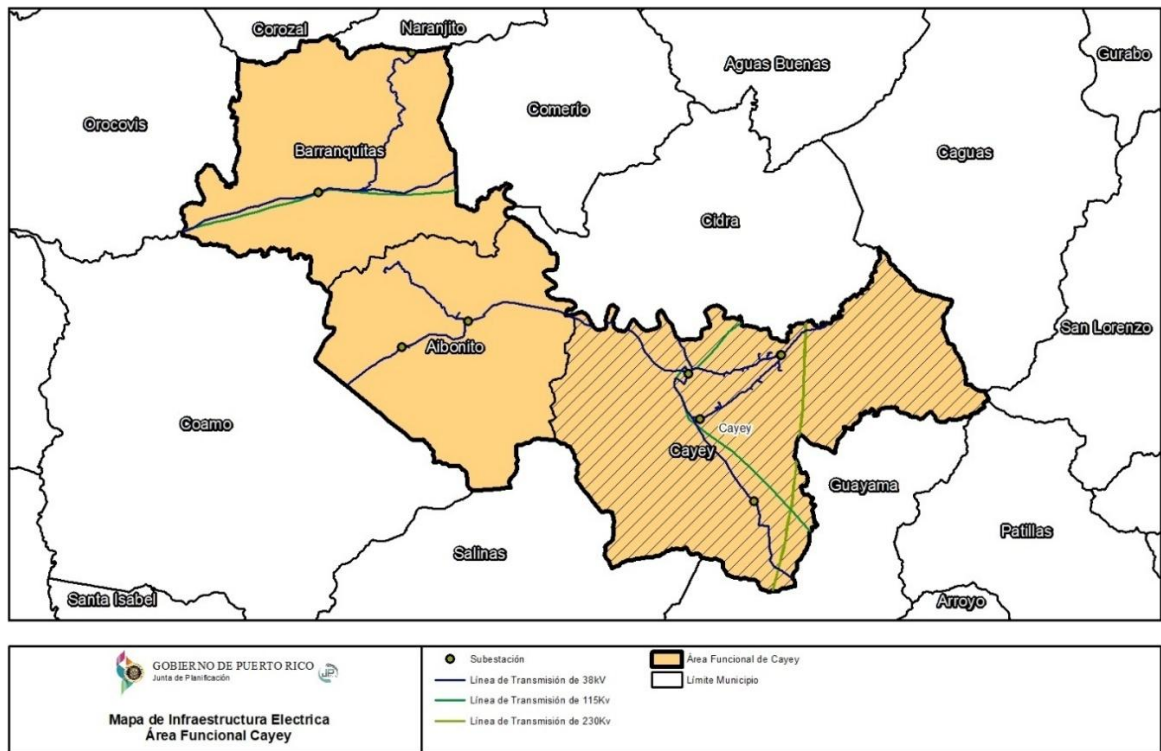 Corozal
Naranjito
Gurabo
Aguas Buenas
Comerío
Orocovis
Barranquitas
Caguas
Cidra
San Lorenzo
Aibonito
Coamo
Cayey
Cayey
Guayama
Patillas
Salinas
Santa Isabel
Arroyo
GOBIERNO DE PUERTO RICO
Junta de Planificación
JP
Mapa de Infraestructura Electrica
Área Funcional Cayey
Subestación
Línea de Transmisión de 38kV
Línea de Transmisión de 115Kv
Línea de Transmisión de 230Kv
Área Funcional de Cayey
Límite Municipio